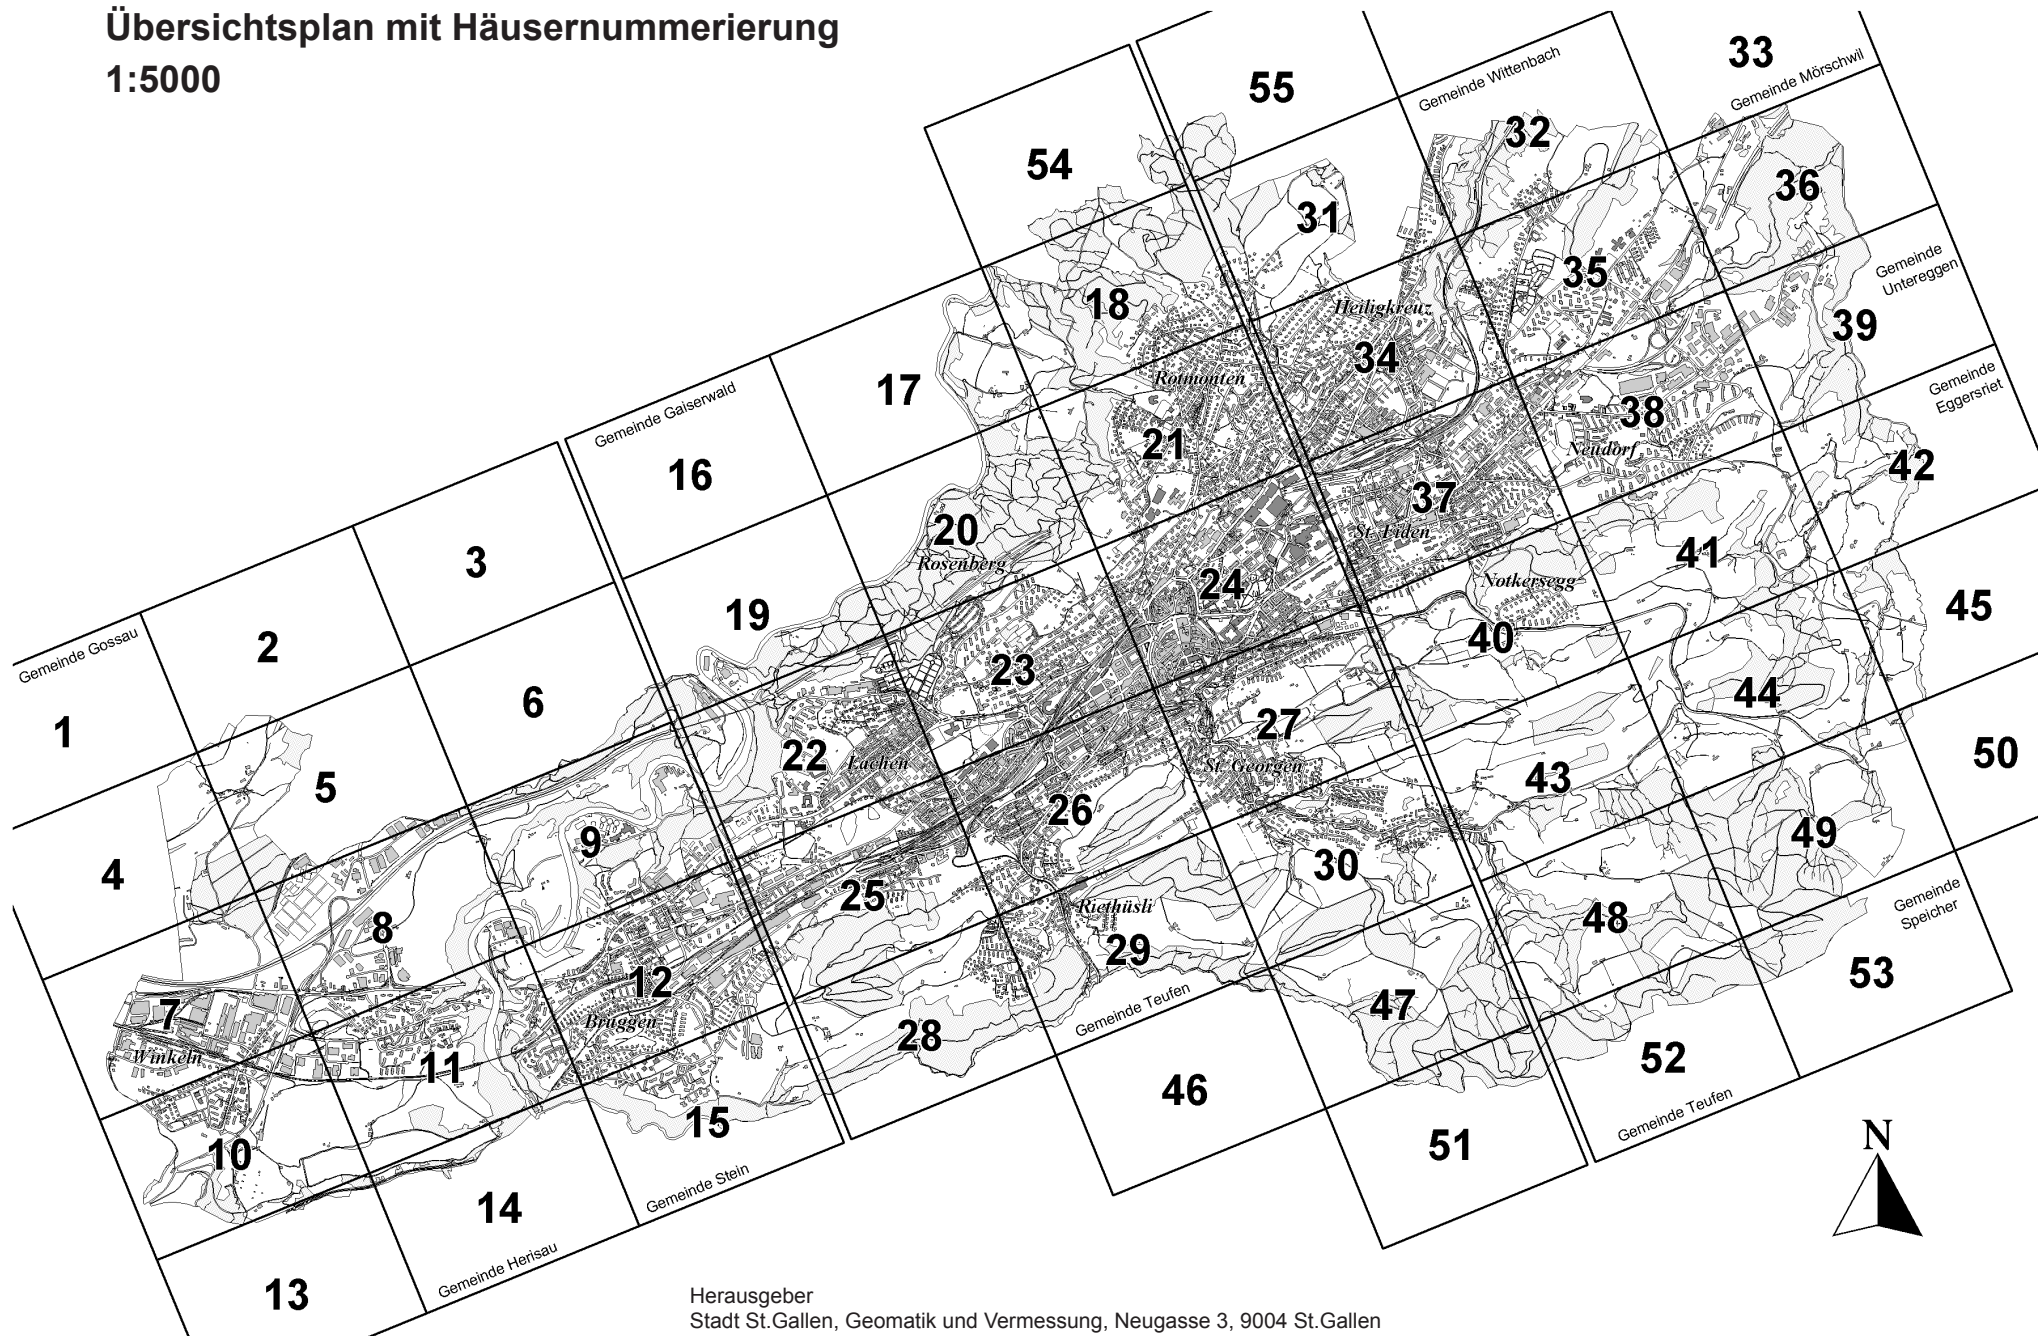 Übersichtsplan mit Häusernummerierung
1:5000
33
Gemeinde Mörschwil
55
Gemeinde Wittenbach
54
32
36
31
35
Gemeinde
Untereggen
18
Heiligkreuz
39
34
Rotmonten
Gemeinde
Eggersriet
17
Gemeinde Gaiserwald
38
21
Neudorf
42
16
37
20
St. Fiden
Rosenberg
41
3
24
Notkersegg
45
19
40
2
Gemeinde Gossau
23
44
6
27
1
50
22
Lachen
St. Georgen
43
5
26
49
9
30
4
25
Riethüsli
Gemeinde
Speicher
48
8
29
53
12
Gemeinde Teufen
47
7
Bruggen
28
Winkeln
52
11
46
Gemeinde Teufen
15
51
10
N
14
Gemeinde Stein
Gemeinde Herisau
13
Herausgeber
Stadt St.Gallen, Geomatik und Vermessung, Neugasse 3, 9004 St.Gallen